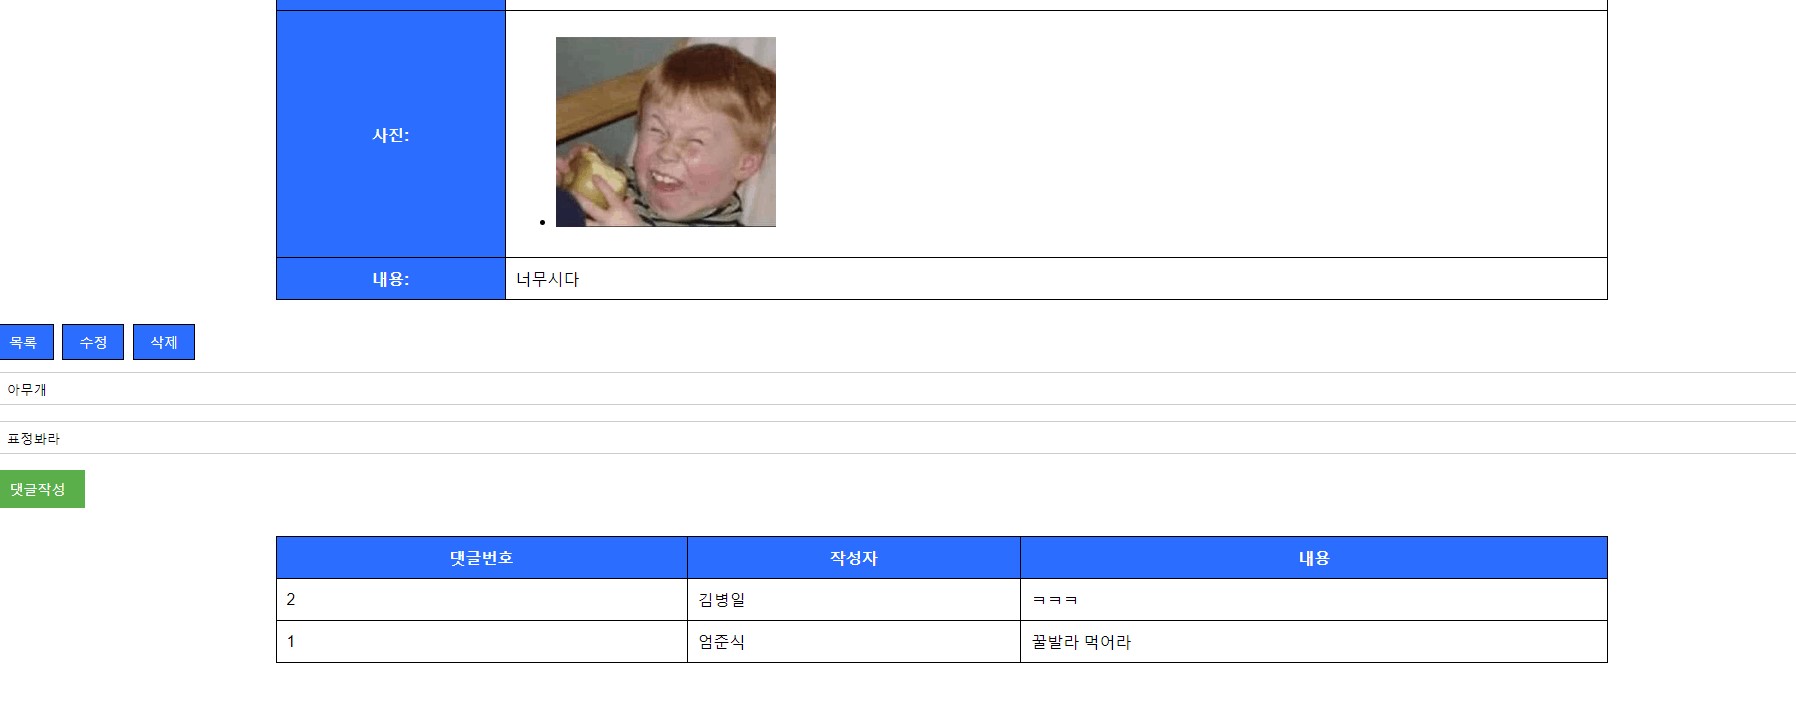 사진:
내용: 너무시다
목록 수정 삭제
아무개
표정봐라
댓글작성
댓글번호 작성자 내용
2 김병일 ㅋㅋㅋ
1 엄준식 꿀발라 먹어라